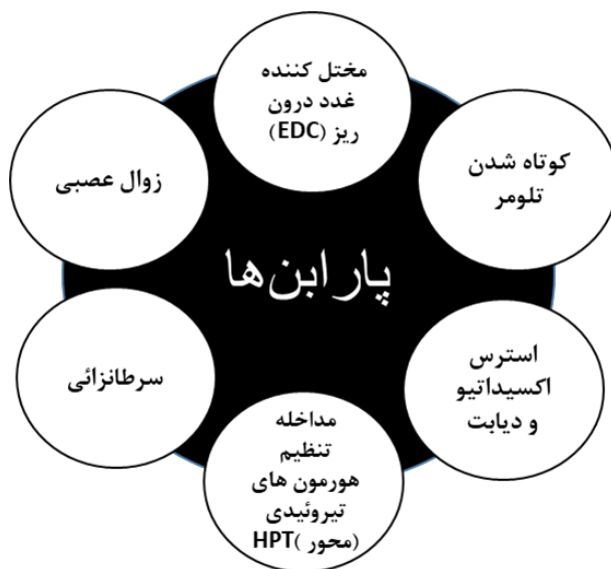 مختل کننده
غدد درون
ریز (EDC)
کوتاه شدن
تلومر
زوال عصبی
پارابن‌ها
استرس
اکسیداتیو
و دیابت
سرطانزائی
مداخله
تنظیم
هورمون های
تیروئیدی
(محور )HPT